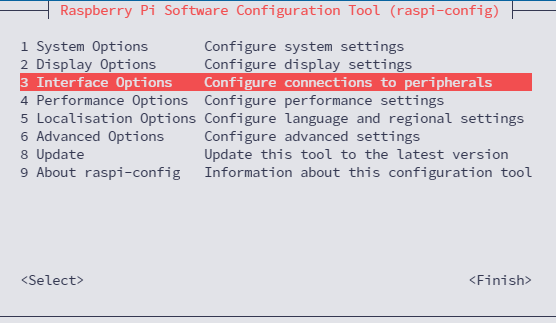 Raspberry Pi Software Configuration Tool (raspi-config)
1 System Options Configure system settings
2 Display Options Configure display settings
3 Interface Options Configure connections to peripherals
4 Performance Options Configure performance settings
5 Localisation Options Configure language and regional settings
6 Advanced Options Configure advanced settings
8 Update Update this tool to the latest version
9 About raspi-config Information about this configuration tool
<Select> <Finish>